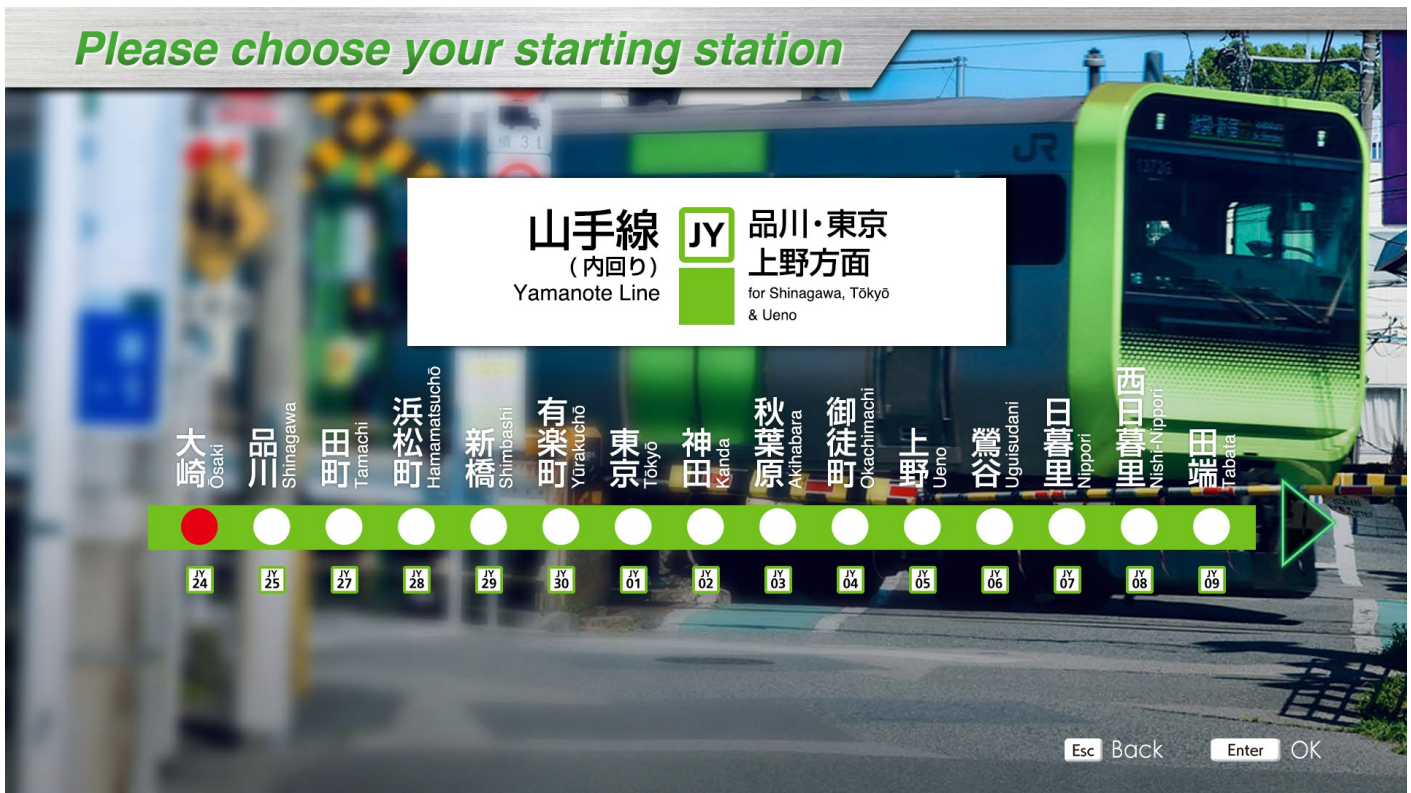 Please choose your starting station
積3t
JR
山手線
(内回り)
Yamanote Line
JY
品川・東京
上野方面
for Shinagawa, Tōkyō
& Ueno
大崎 Ōsaki
品川 Shinagawa
田町 Tamachi
浜松町 Hamamatsuchō
新橋 Shimbashi
有楽町 Yūrakuchō
東京 Tōkyō
神田 Kanda
秋葉原 Akihabara
御徒町 Okachimachi
上野 Ueno
鶯谷 Uguisudani
日暮里 Nippori
西日暮里 Nishi-Nippori
田端 Tabata
JY 24
JY 25
JY 27
JY 28
JY 29
JY 30
JY 01
JY 02
JY 03
JY 04
JY 05
JY 06
JY 07
JY 08
JY 09
Esc Back
Enter OK